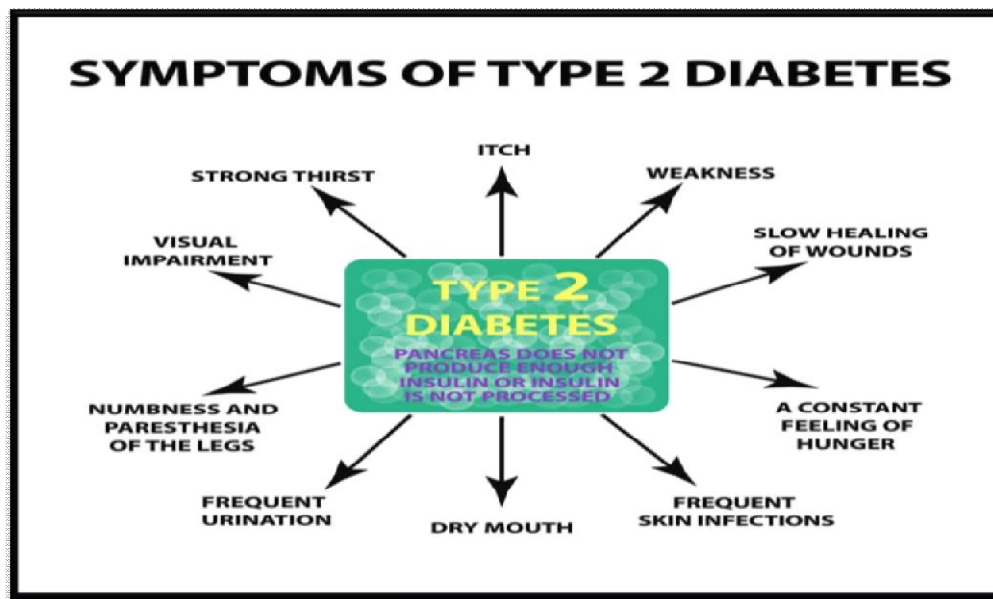 SYMPTOMS OF TYPE 2 DIABETES
ITCH
WEAKNESS
SLOW HEALING
OF WOUNDS
A CONSTANT
FEELING OF
HUNGER
FREQUENT
SKIN INFECTIONS
DRY MOUTH
FREQUENT
URINATION
NUMBNESS AND
PARESTHESIA
OF THE LEGS
VISUAL
IMPAIRMENT
STRONG THIRST
TYPE 2
DIABETES
PANCREAS DOES NOT
PRODUCE ENOUGH
INSULIN OR INSULIN
IS NOT PROCESSED